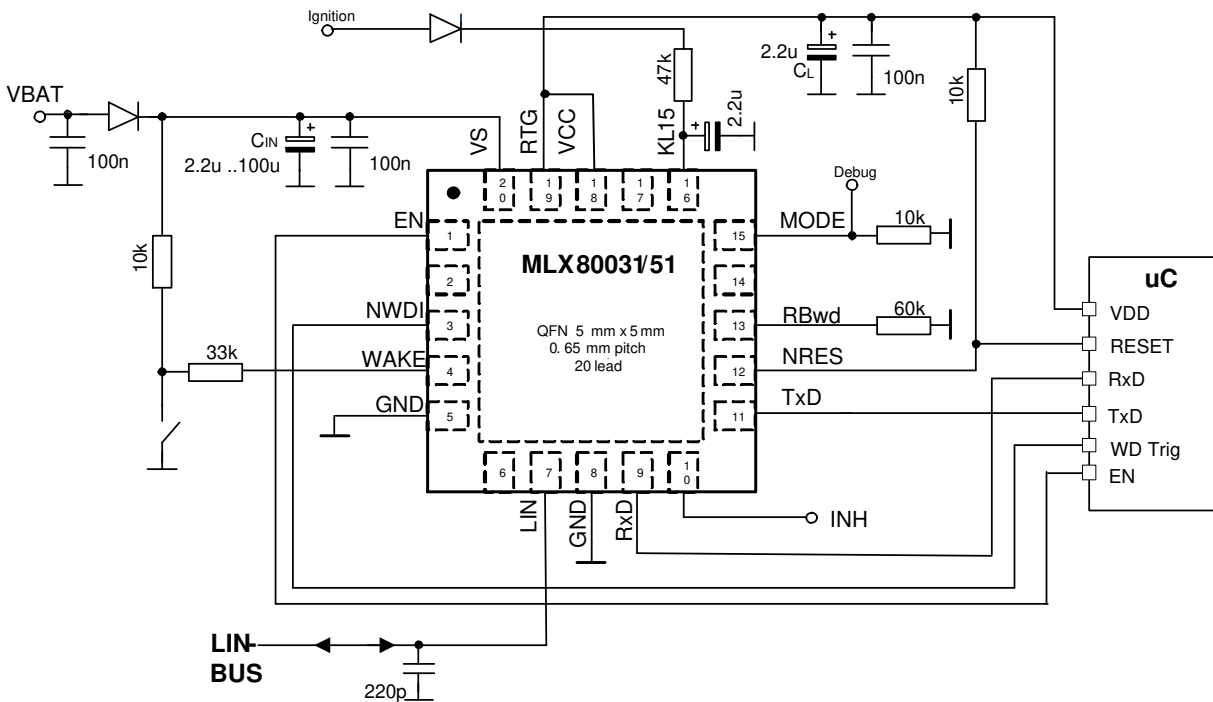 Ignition
VBAT
100n
C_IN
2.2u ..100u
100n
VS
RTG
VCC
47k
KL15
2.2u
2.2u
C_L
100n
10k
Debug
MODE
10k
10k
EN
NWDI
33k
WAKE
GND
20
19
18
17
16
1
2
3
4
5
MLX80031/51
QFN 5 mm x 5 mm
0. 65 mm pitch
20 lead
15
14
13
12
11
RBwd
60k
NRES
TxD
6
7
8
9
10
LIN
GND
RxD
INH
uC
VDD
RESET
RxD
TxD
WD Trig
EN
LIN-
BUS
220p
+
+
+